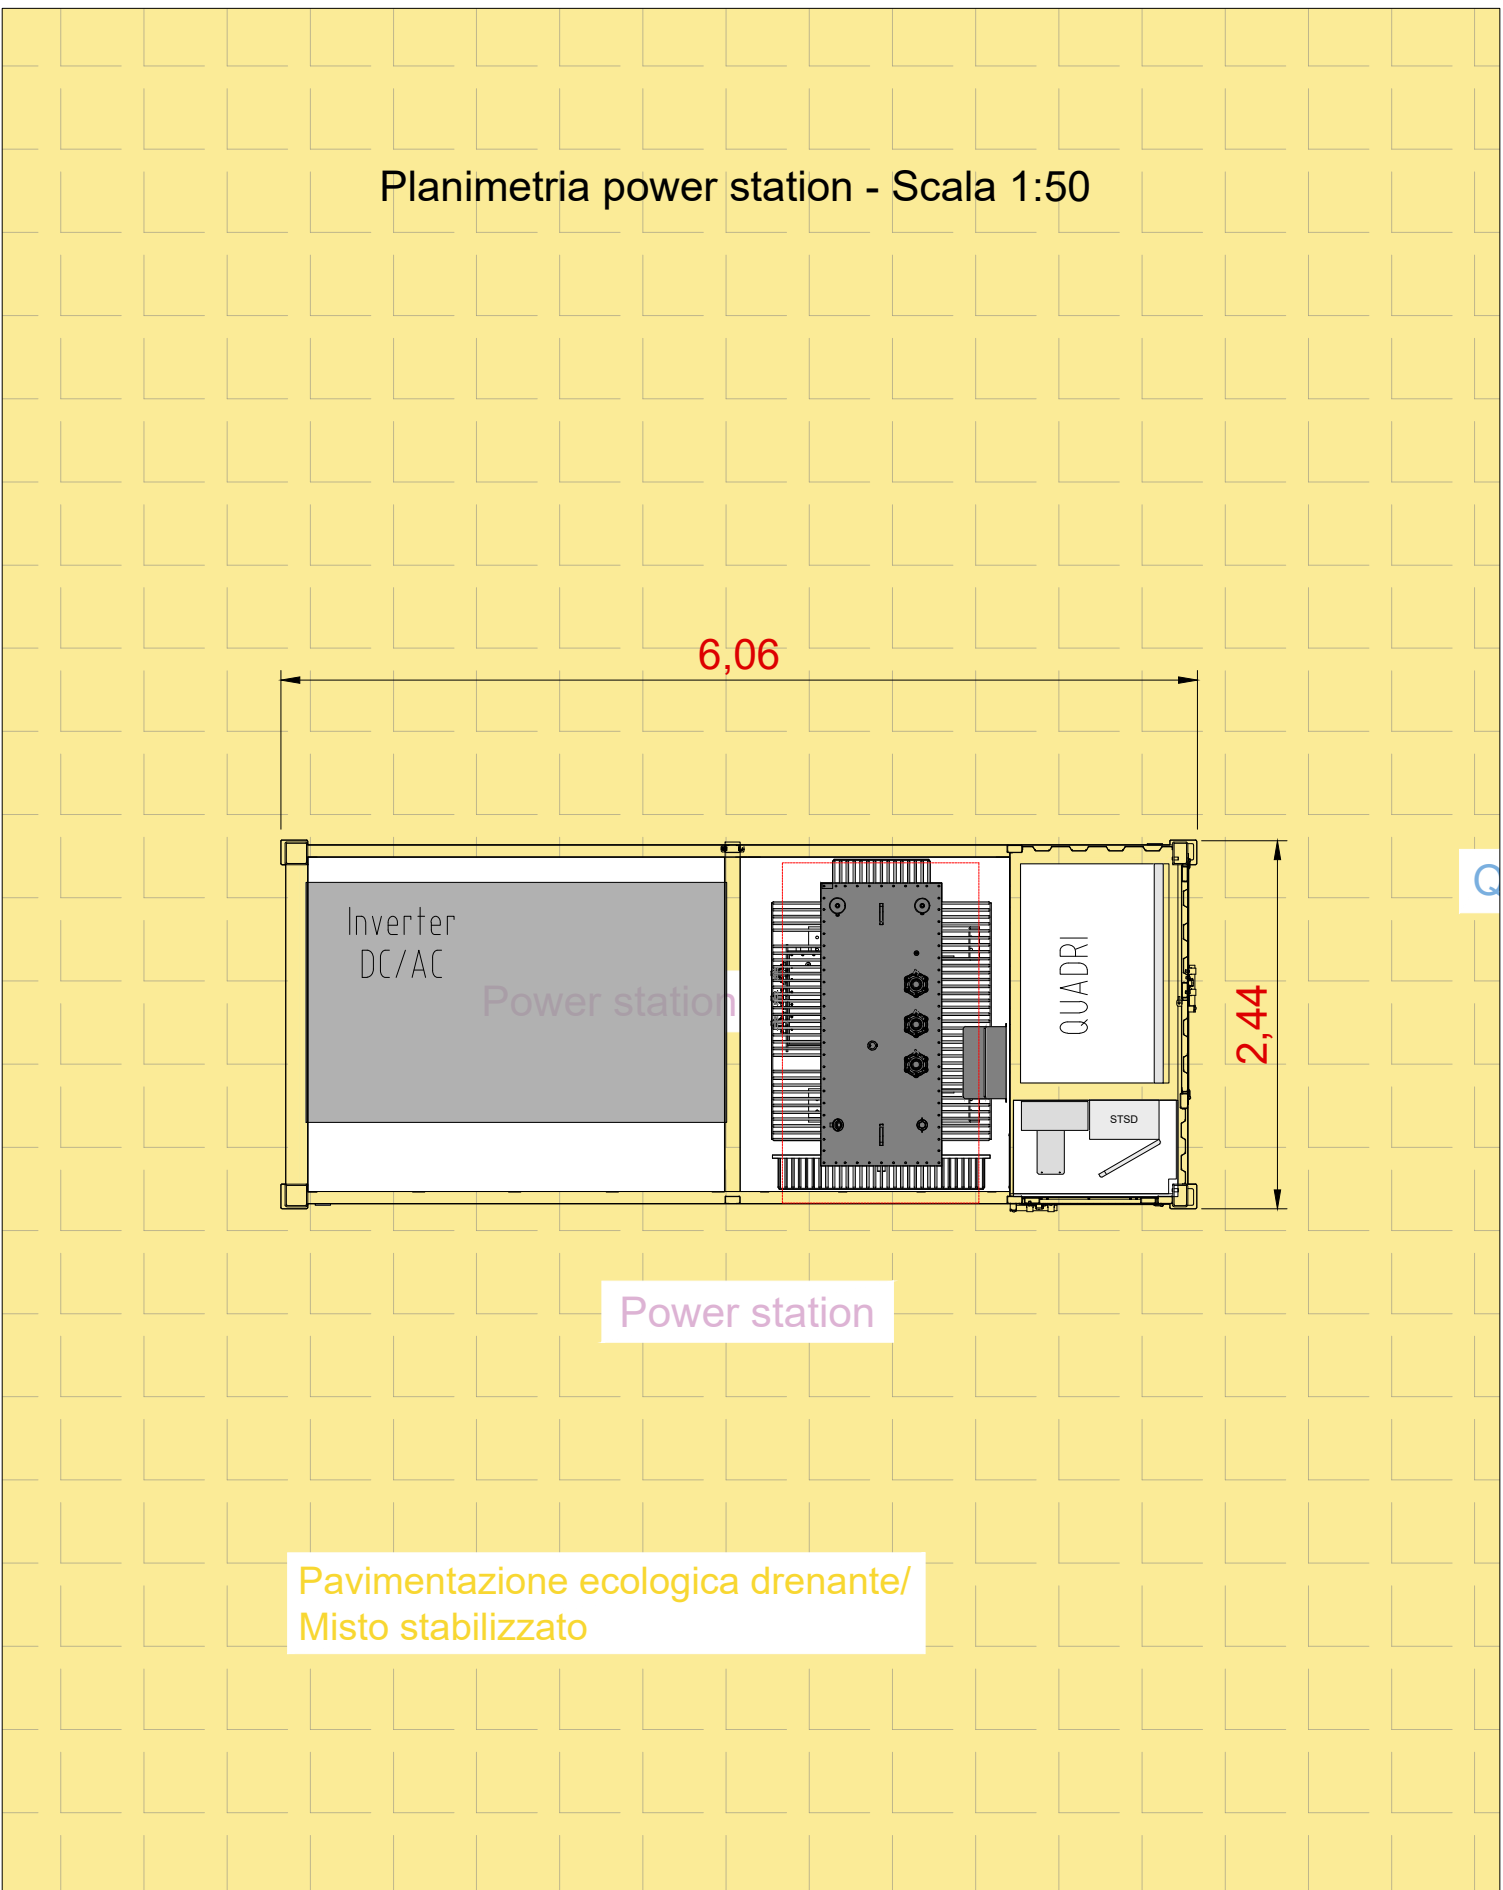 Planimetria power station - Scala 1:50
6,06
Inverter
DC/AC
Power station
QUADRI
STSD
2,44
Q
Power station
Pavimentazione ecologica drenante/
Misto stabilizzato